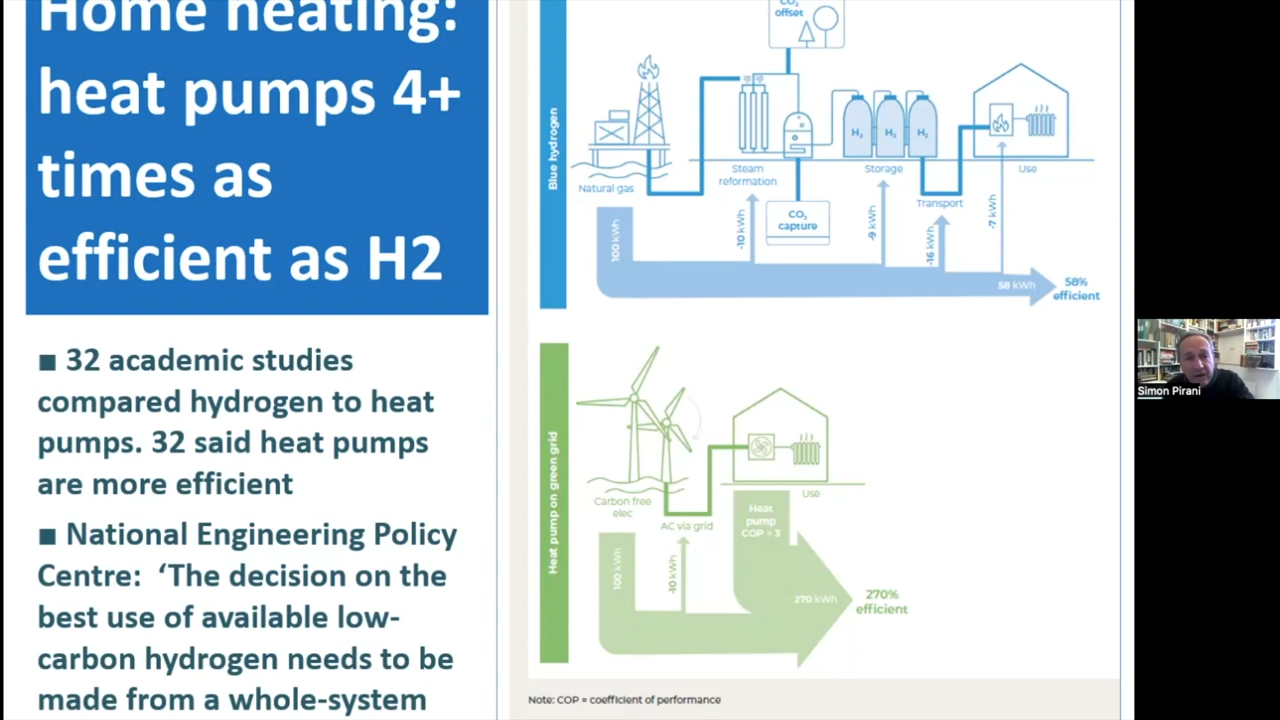 Home heating:
heat pumps 4+
times as
efficient as H2
■ 32 academic studies
compared hydrogen to heat
pumps. 32 said heat pumps
are more efficient
■ National Engineering Policy
Centre: ‘The decision on the
best use of available low-
carbon hydrogen needs to be
made from a whole-system
Blue hydrogen
CO₂
offset
H₂
H₂
H₂
Natural gas
Steam
reformation
Storage
Use
Transport
CO₂
capture
100 kWh
-10 kWh
-9 kWh
-16 kWh
-7 kWh
58 kWh
58%
efficient
Heat pump on green grid
Carbon free
elec
AC via grid
Use
Heat
pump
COP = 3
100 kWh
-10 kWh
270 kWh
270%
efficient
Note: COP = coefficient of performance
Simon Pirani